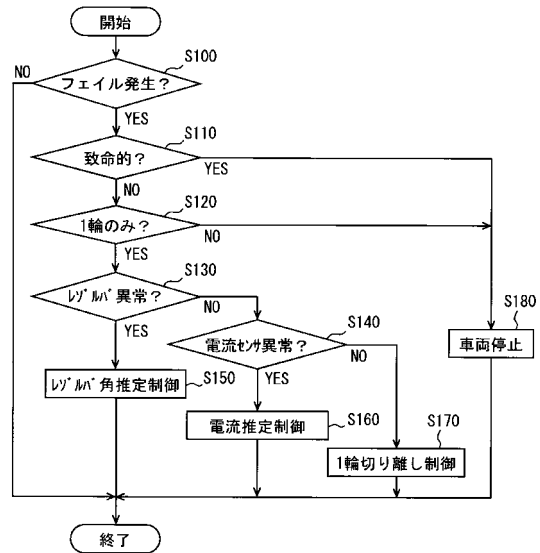 開始
S100
NO
フェイル発生？
YES
S110
致命的？
YES
NO
S120
1輪のみ？
NO
YES
S130
ﾚｿﾞﾙﾊﾞ異常？
NO
YES
S140
電流ｾﾝｻ異常？
NO
YES
S180
車両停止
ﾚｿﾞﾙﾊﾞ角推定制御
S150
電流推定制御
S160
S170
1輪切り離し制御
終了